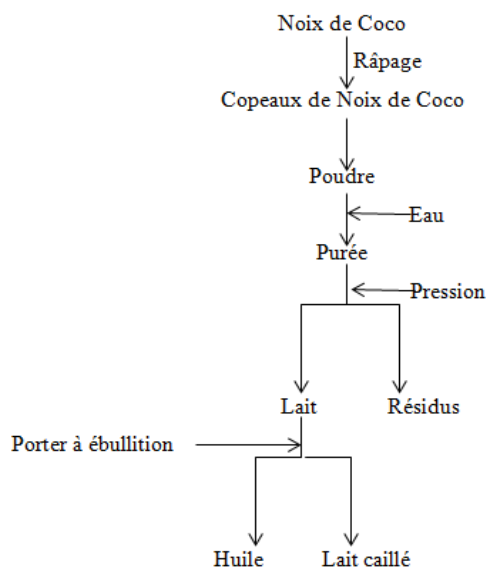 Noix de Coco
Râpage
Copeaux de Noix de Coco
Poudre
Eau
Purée
Pression
Lait
Résidus
Porter à ébullition
Huile
Lait caillé